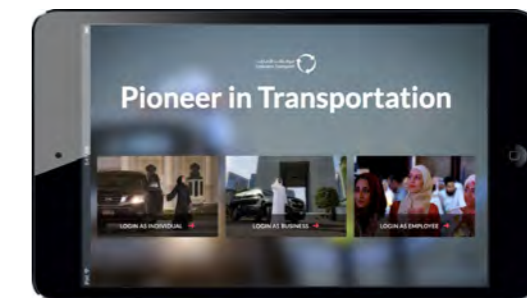 Pioneer in Transportation
LOGIN AS INDIVIDUAL
LOGIN AS BUSINESS
LOGIN AS EMPLOYEE